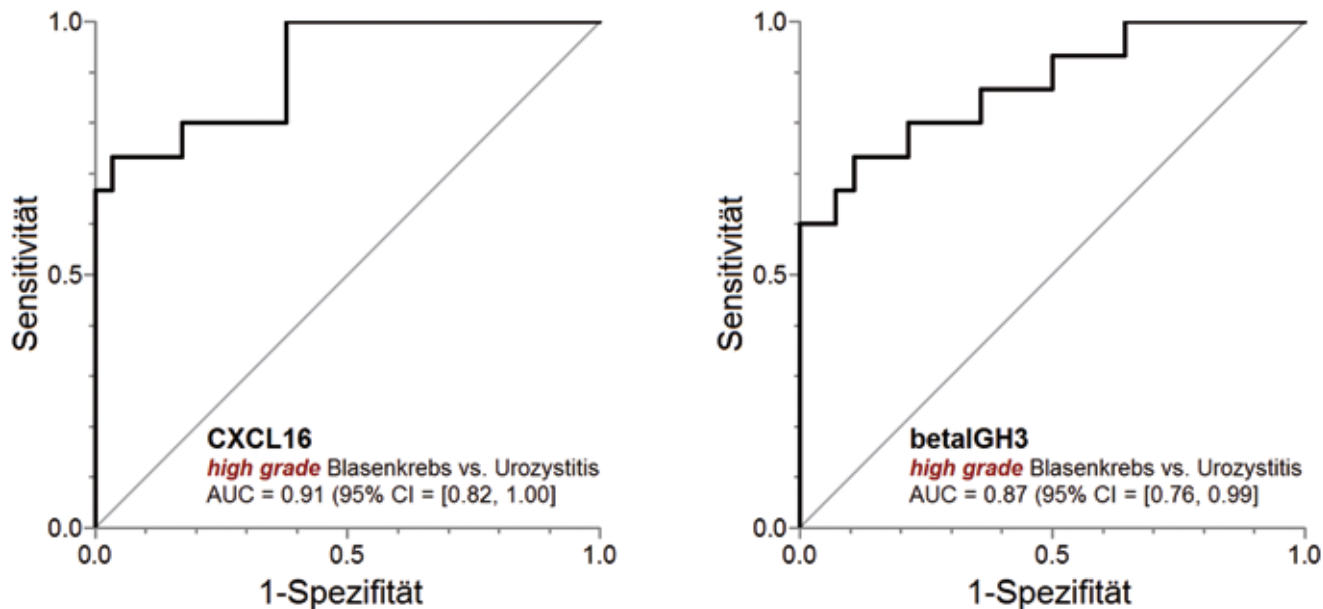 1.0
0.5
0.0
Sensitivität
CXCL16
high grade Blasenkrebs vs. Urozystitis
AUC = 0.91 (95% CI = [0.82, 1.00]
0.0
0.5
1.0
1-Spezifität
1.0
0.5
0.0
Sensitivität
betaIGH3
high grade Blasenkrebs vs. Urozystitis
AUC = 0.87 (95% CI = [0.76, 0.99]
0.0
0.5
1.0
1-Spezifität